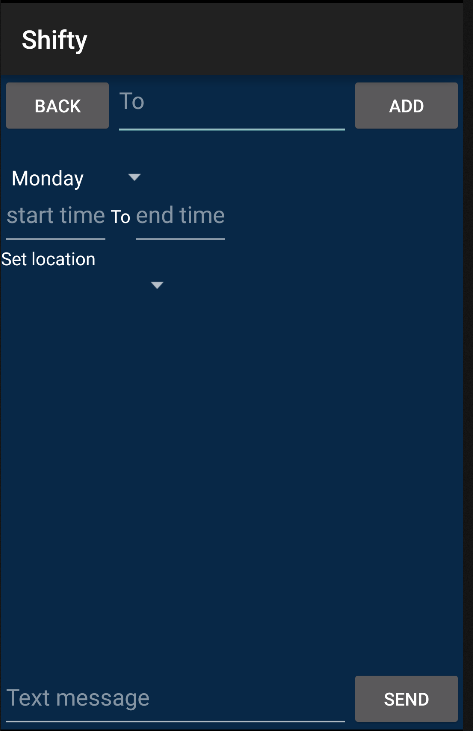 Shifty
BACK To ADD
Monday
start time To end time
Set location
Text message SEND